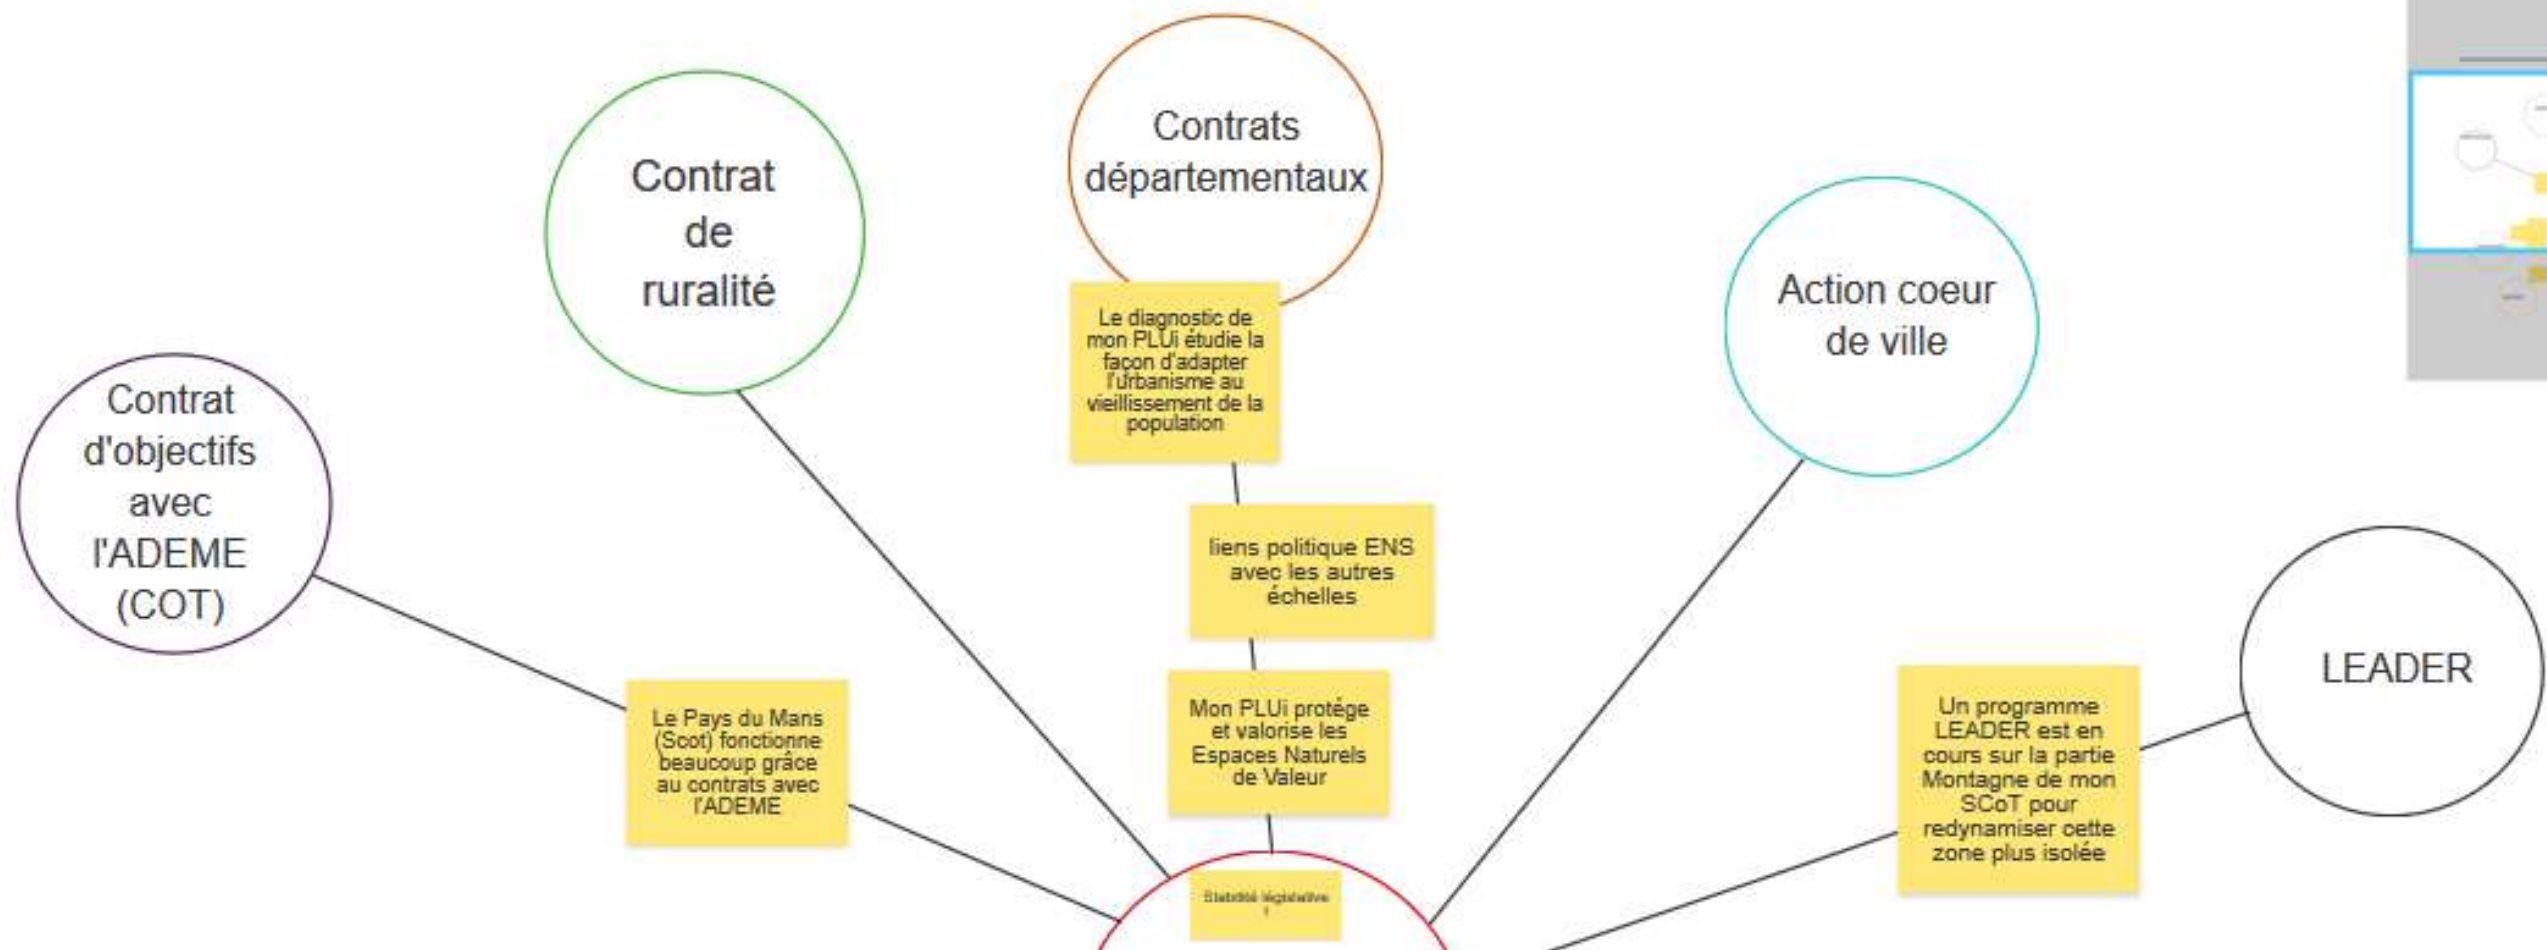 Contrat
d'objectifs
avec
l'ADEME
(COT)
Contrat
de
ruralité
Contrats
départementaux
Action coeur
de ville
LEADER
Le diagnostic de
mon PLUi étudie la
façon d'adapter
l'urbanisme au
vieillissement de la
population
liens politique ENS
avec les autres
échelles
Mon PLUi protége
et valorise les
Espaces Naturels
de Valeur
Le Pays du Mans
(Scot) fonctionne
beaucoup grâce
au contrats avec
l'ADEME
Un programme
LEADER est en
cours sur la partie
Montagne de mon
SCoT pour
redynamiser cette
zone plus isolée
Stabilité législative
!